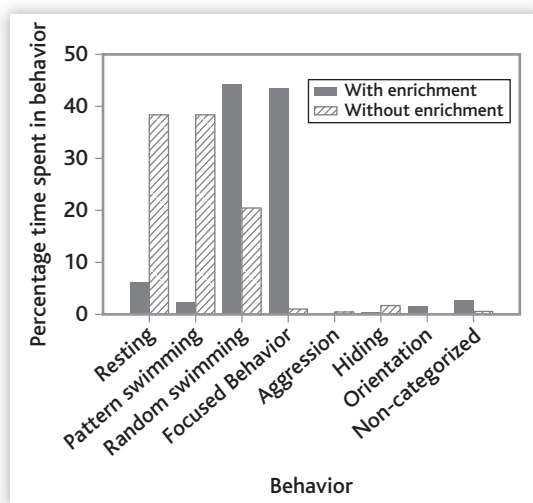 Percentage time spent in behavior
50
40
30
20
10
0
With enrichment
Without enrichment
Resting
Pattern swimming
Random swimming
Focused Behavior
Aggression
Hiding
Orientation
Non-categorized
Behavior